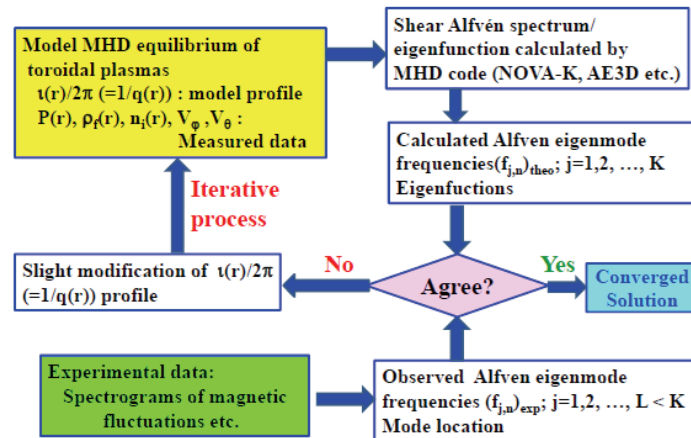 Model MHD equilibrium of
toroidal plasmas
ι(r)/2π (=1/q(r)) : model profile
P(r), ρf(r), ni(r), Vφ ,Vθ :
Measured data
Shear Alfvén spectrum/
eigenfunction calculated by
MHD code (NOVA-K, AE3D etc.)
Calculated Alfven eigenmode
frequencies(fj,n)theo; j=1,2, …, K
Eigenfuctions
Iterative
process
Slight modification of ι(r)/2π
(=1/q(r)) profile
No
Agree?
Yes
Converged
Solution
Experimental data:
Spectrograms of magnetic
fluctuations etc.
Observed Alfven eigenmode
frequencies (fj,n)exp; j=1,2, …, L < K
Mode location